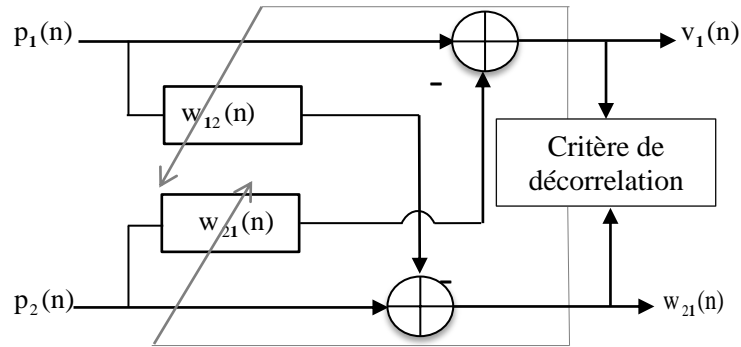 p1(n)
v1(n)
w12(n)
-
Critère de
décorrelation
w21(n)
p2(n)
-
w21(n)